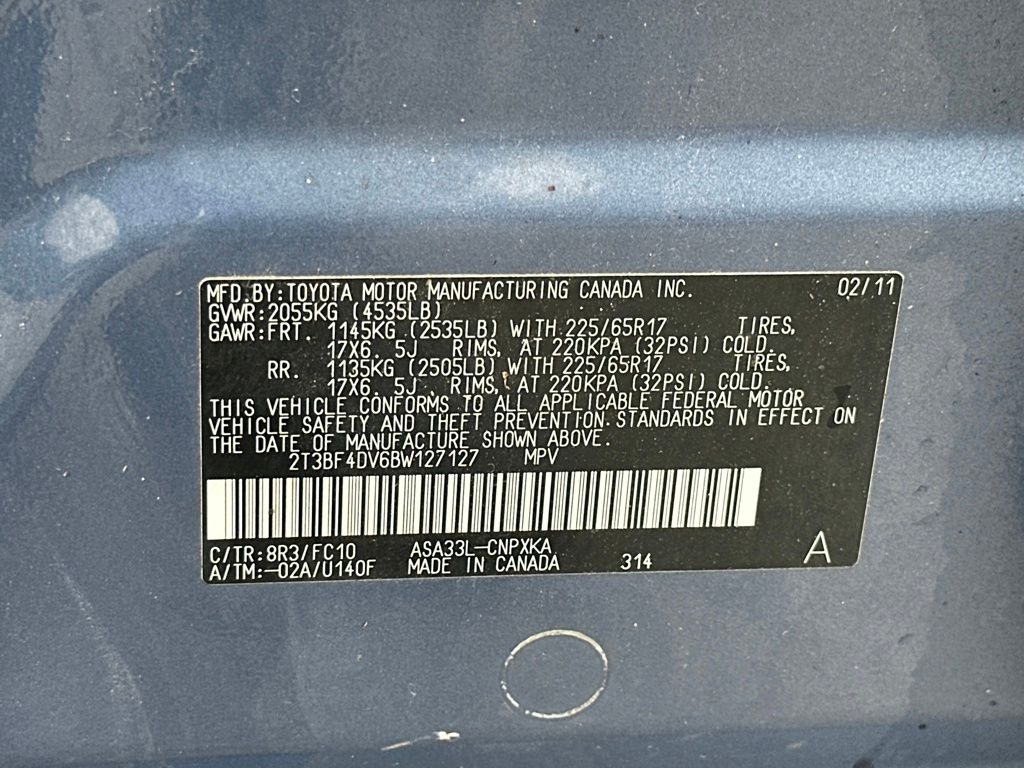 MFD.BY:TOYOTA MOTOR MANUFACTURING CANADA INC. 02/11
GVWR:2055KG (4535LB)
GAWR:FRT. 1145KG (2535LB) WITH 225/65R17 TIRES,
17X6. 5J RIMS, AT 220KPA (32PSI) COLD.
RR. 1135KG (2505LB) WITH 225/65R17 TIRES,
17X6. 5J RIMS, AT 220KPA (32PSI) COLD.
THIS VEHICLE CONFORMS TO ALL APPLICABLE FEDERAL MOTOR
VEHICLE SAFETY AND THEFT PREVENTION STANDARDS IN EFFECT ON
THE DATE OF MANUFACTURE SHOWN ABOVE.
2T3BF4DV6BW127127 MPV
C/TR:8R3/FC10 ASA33L-CNPXKA
A/TM:-02A/U140F MADE IN CANADA 314 A